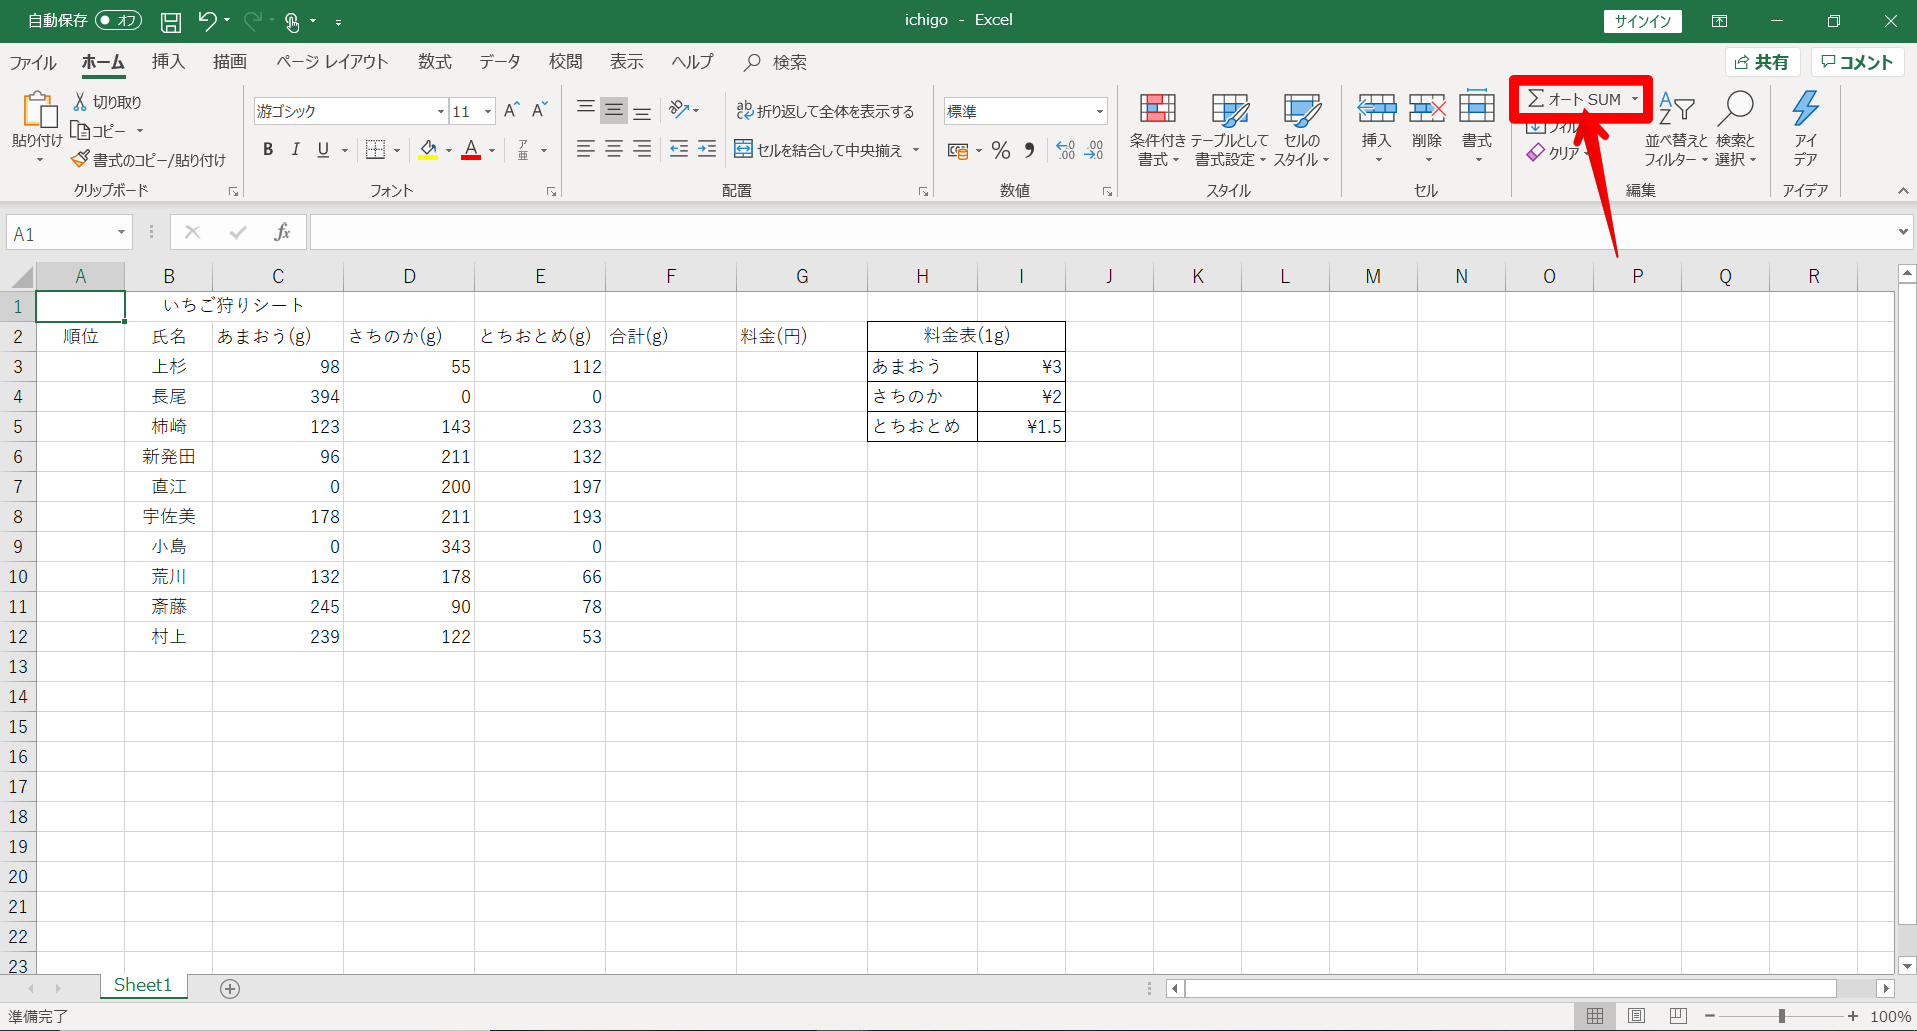 自動保存 オフ ichigo - Excel サインイン
ファイル ホーム 挿入 描画 ページ レイアウト 数式 データ 校閲 表示 ヘルプ 検索 共有 コメント
貼り付け 切り取り コピー 書式のコピー/貼り付け クリップボード
游ゴシック 11 B I U A ア 亜 フォント
ab 折り返して全体を表示する セルを結合して中央揃え 配置
標準 % 数値
条件付き書式 テーブルとして書式設定 セルのスタイル スタイル
挿入 削除 書式 セル
Σ オート SUM クリア 並べ替えとフィルター 検索と選択 編集
アイデア アイデア
A1 fx
A B C D E F G H I J K L M N O P Q R
1 いちご狩りシート
2 順位 氏名 あまおう(g) さちのか(g) とちおとめ(g) 合計(g) 料金(円) 料金表(1g)
3 上杉 98 55 112 あまおう ¥3
4 長尾 394 0 0 さちのか ¥2
5 柿崎 123 143 233 とちおとめ ¥1.5
6 新発田 96 211 132
7 直江 0 200 197
8 宇佐美 178 211 193
9 小島 0 343 0
10 荒川 132 178 66
11 斎藤 245 90 78
12 村上 239 122 53
13
14
15
16
17
18
19
20
21
22
23
Sheet1
準備完了 100%